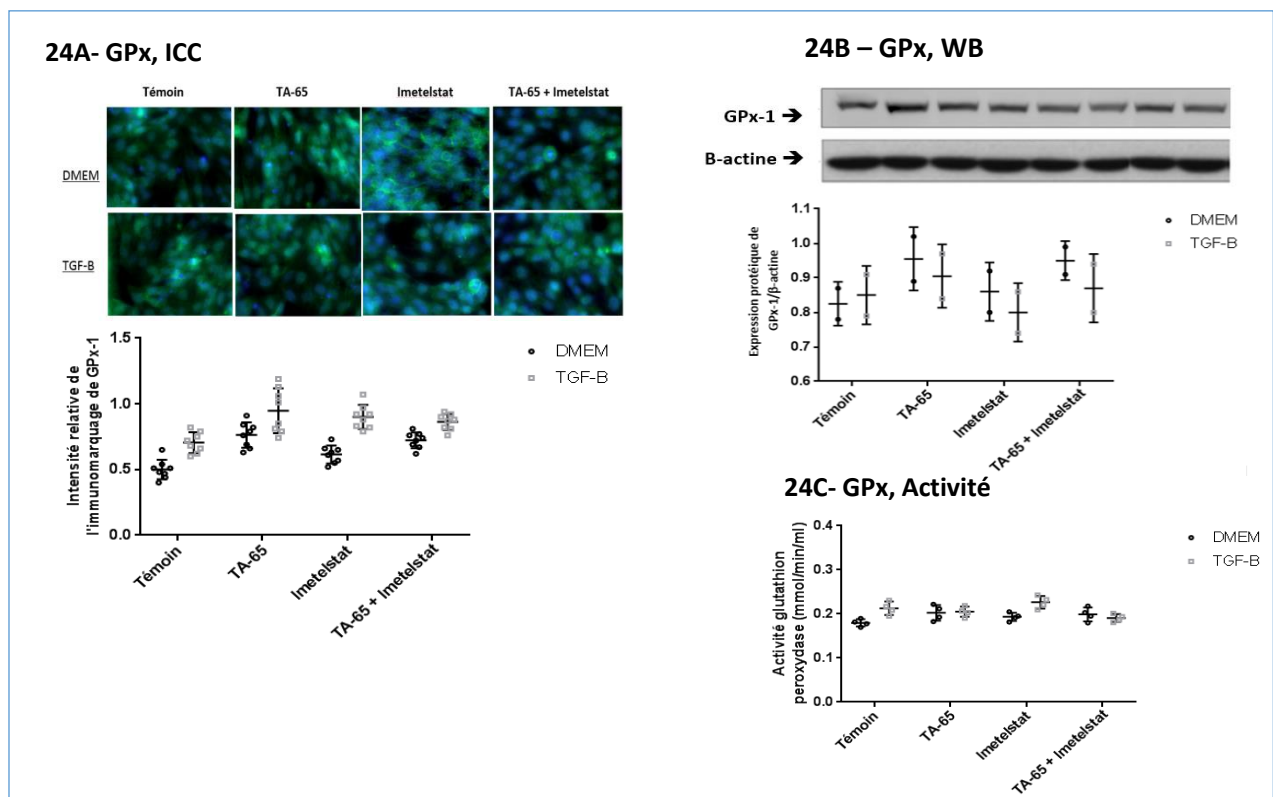 24A- GPx, ICC
Témoin TA-65 Imetelstat TA-65 + Imetelstat
DMEM
TGF-B
Intensité relative de
l'immunomarquage de GPx-1
1.5
1.0
0.5
0.0
DMEM
TGF-B
Témoin
TA-65
Imetelstat
TA-65 + Imetelstat
24B – GPx, WB
GPx-1 ➔
B-actine ➔
Expression protéique de
GPx-1/β-actine
1.1
1.0
0.9
0.8
0.7
0.6
DMEM
TGF-B
Témoin
TA-65
Imetelstat
TA-65 + Imetelstat
24C- GPx, Activité
Activité glutathion
peroxydase (mmol/min/ml)
0.4
0.3
0.2
0.1
0.0
DMEM
TGF-B
Témoin
TA-65
Imetelstat
TA-65 + Imetelstat